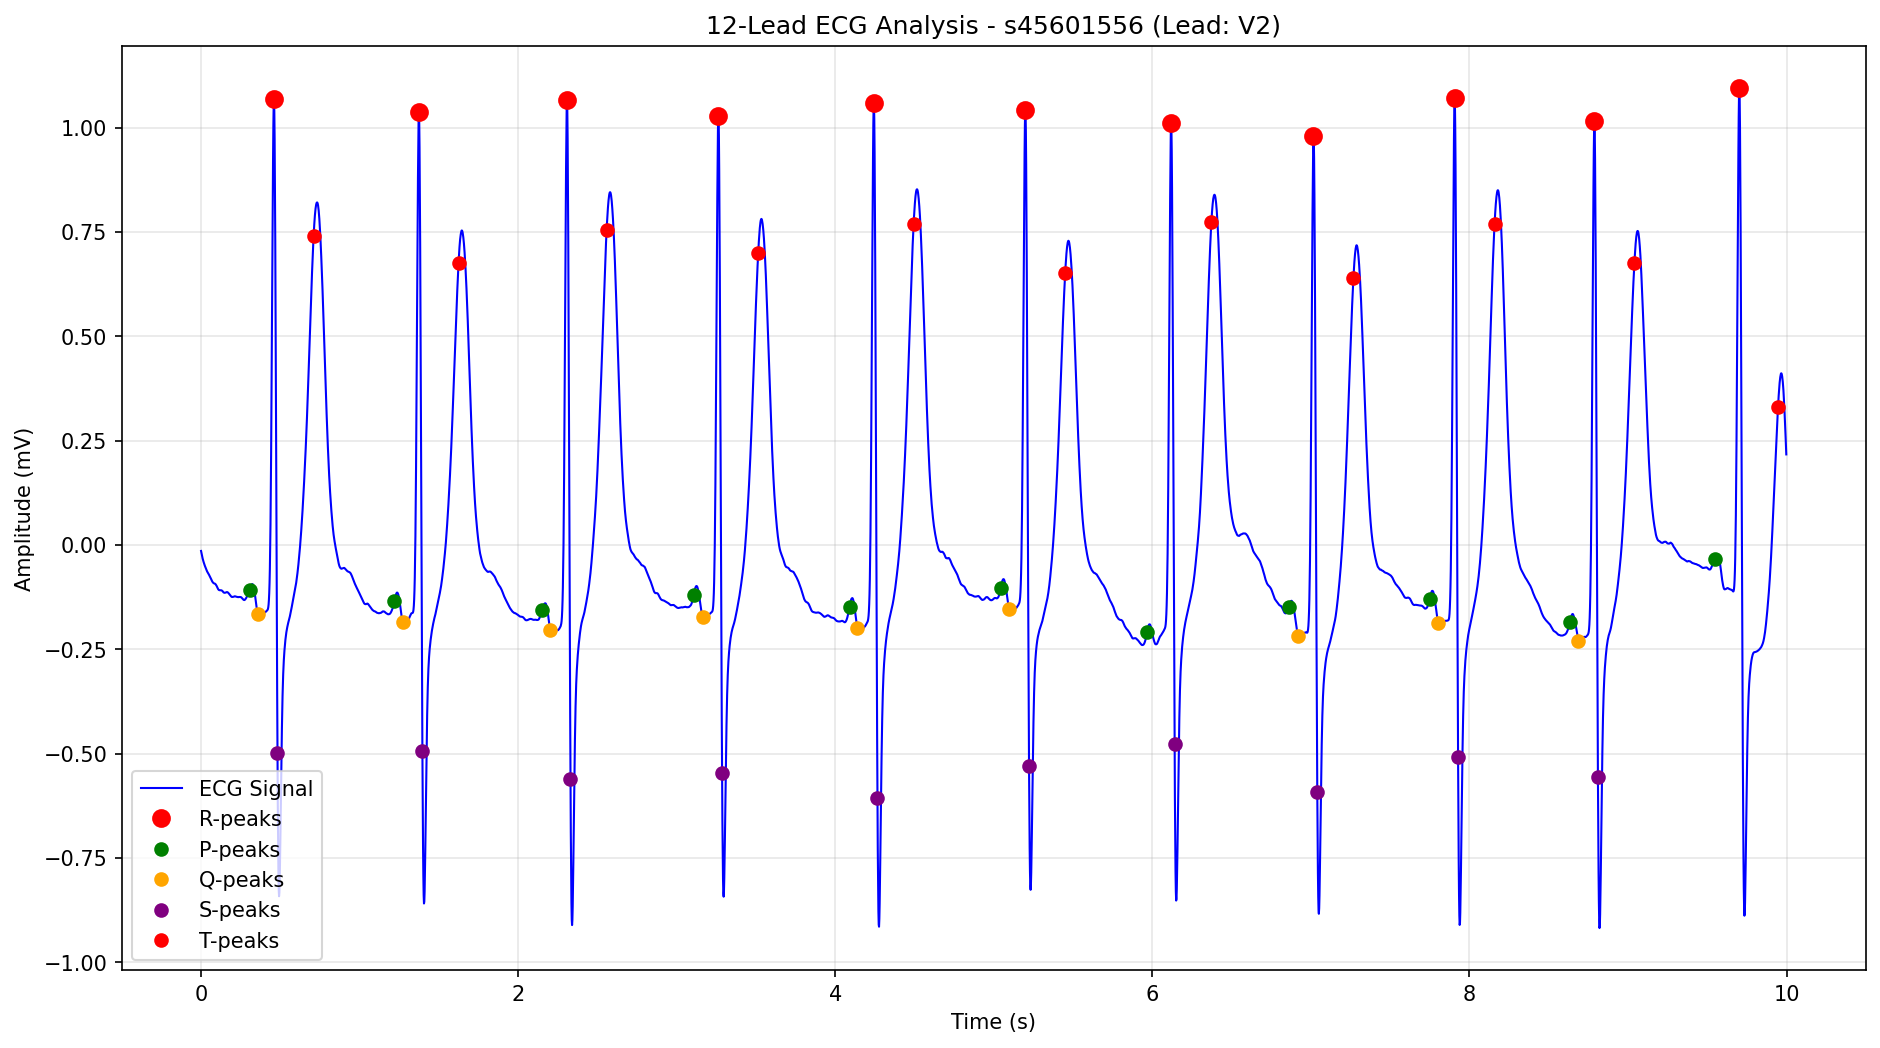 12-Lead ECG Analysis - s45601556 (Lead: V2)
Amplitude (mV)
1.00
0.75
0.50
0.25
0.00
−0.25
−0.50
−0.75
−1.00
ECG Signal
R-peaks
P-peaks
Q-peaks
S-peaks
T-peaks
0 2 4 6 8 10
Time (s)